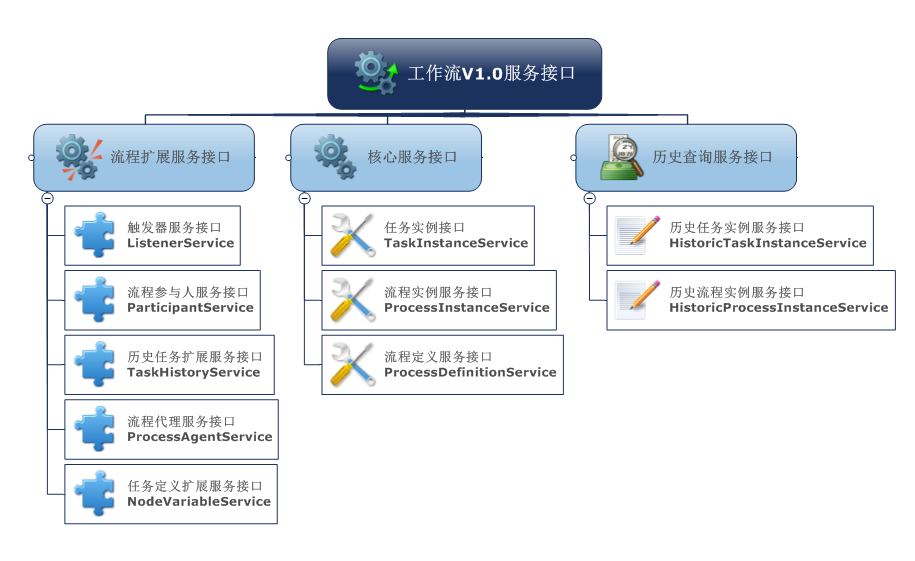 工作流V1.0服务接口
流程扩展服务接口
触发器服务接口
ListenerService
流程参与人服务接口
ParticipantService
历史任务扩展服务接口
TaskHistoryService
流程代理服务接口
ProcessAgentService
任务定义扩展服务接口
NodeVariableService
核心服务接口
任务实例接口
TaskInstanceService
流程实例服务接口
ProcessInstanceService
流程定义服务接口
ProcessDefinitionService
历史查询服务接口
历史任务实例服务接口
HistoricTaskInstanceService
历史流程实例服务接口
HistoricProcessInstanceService